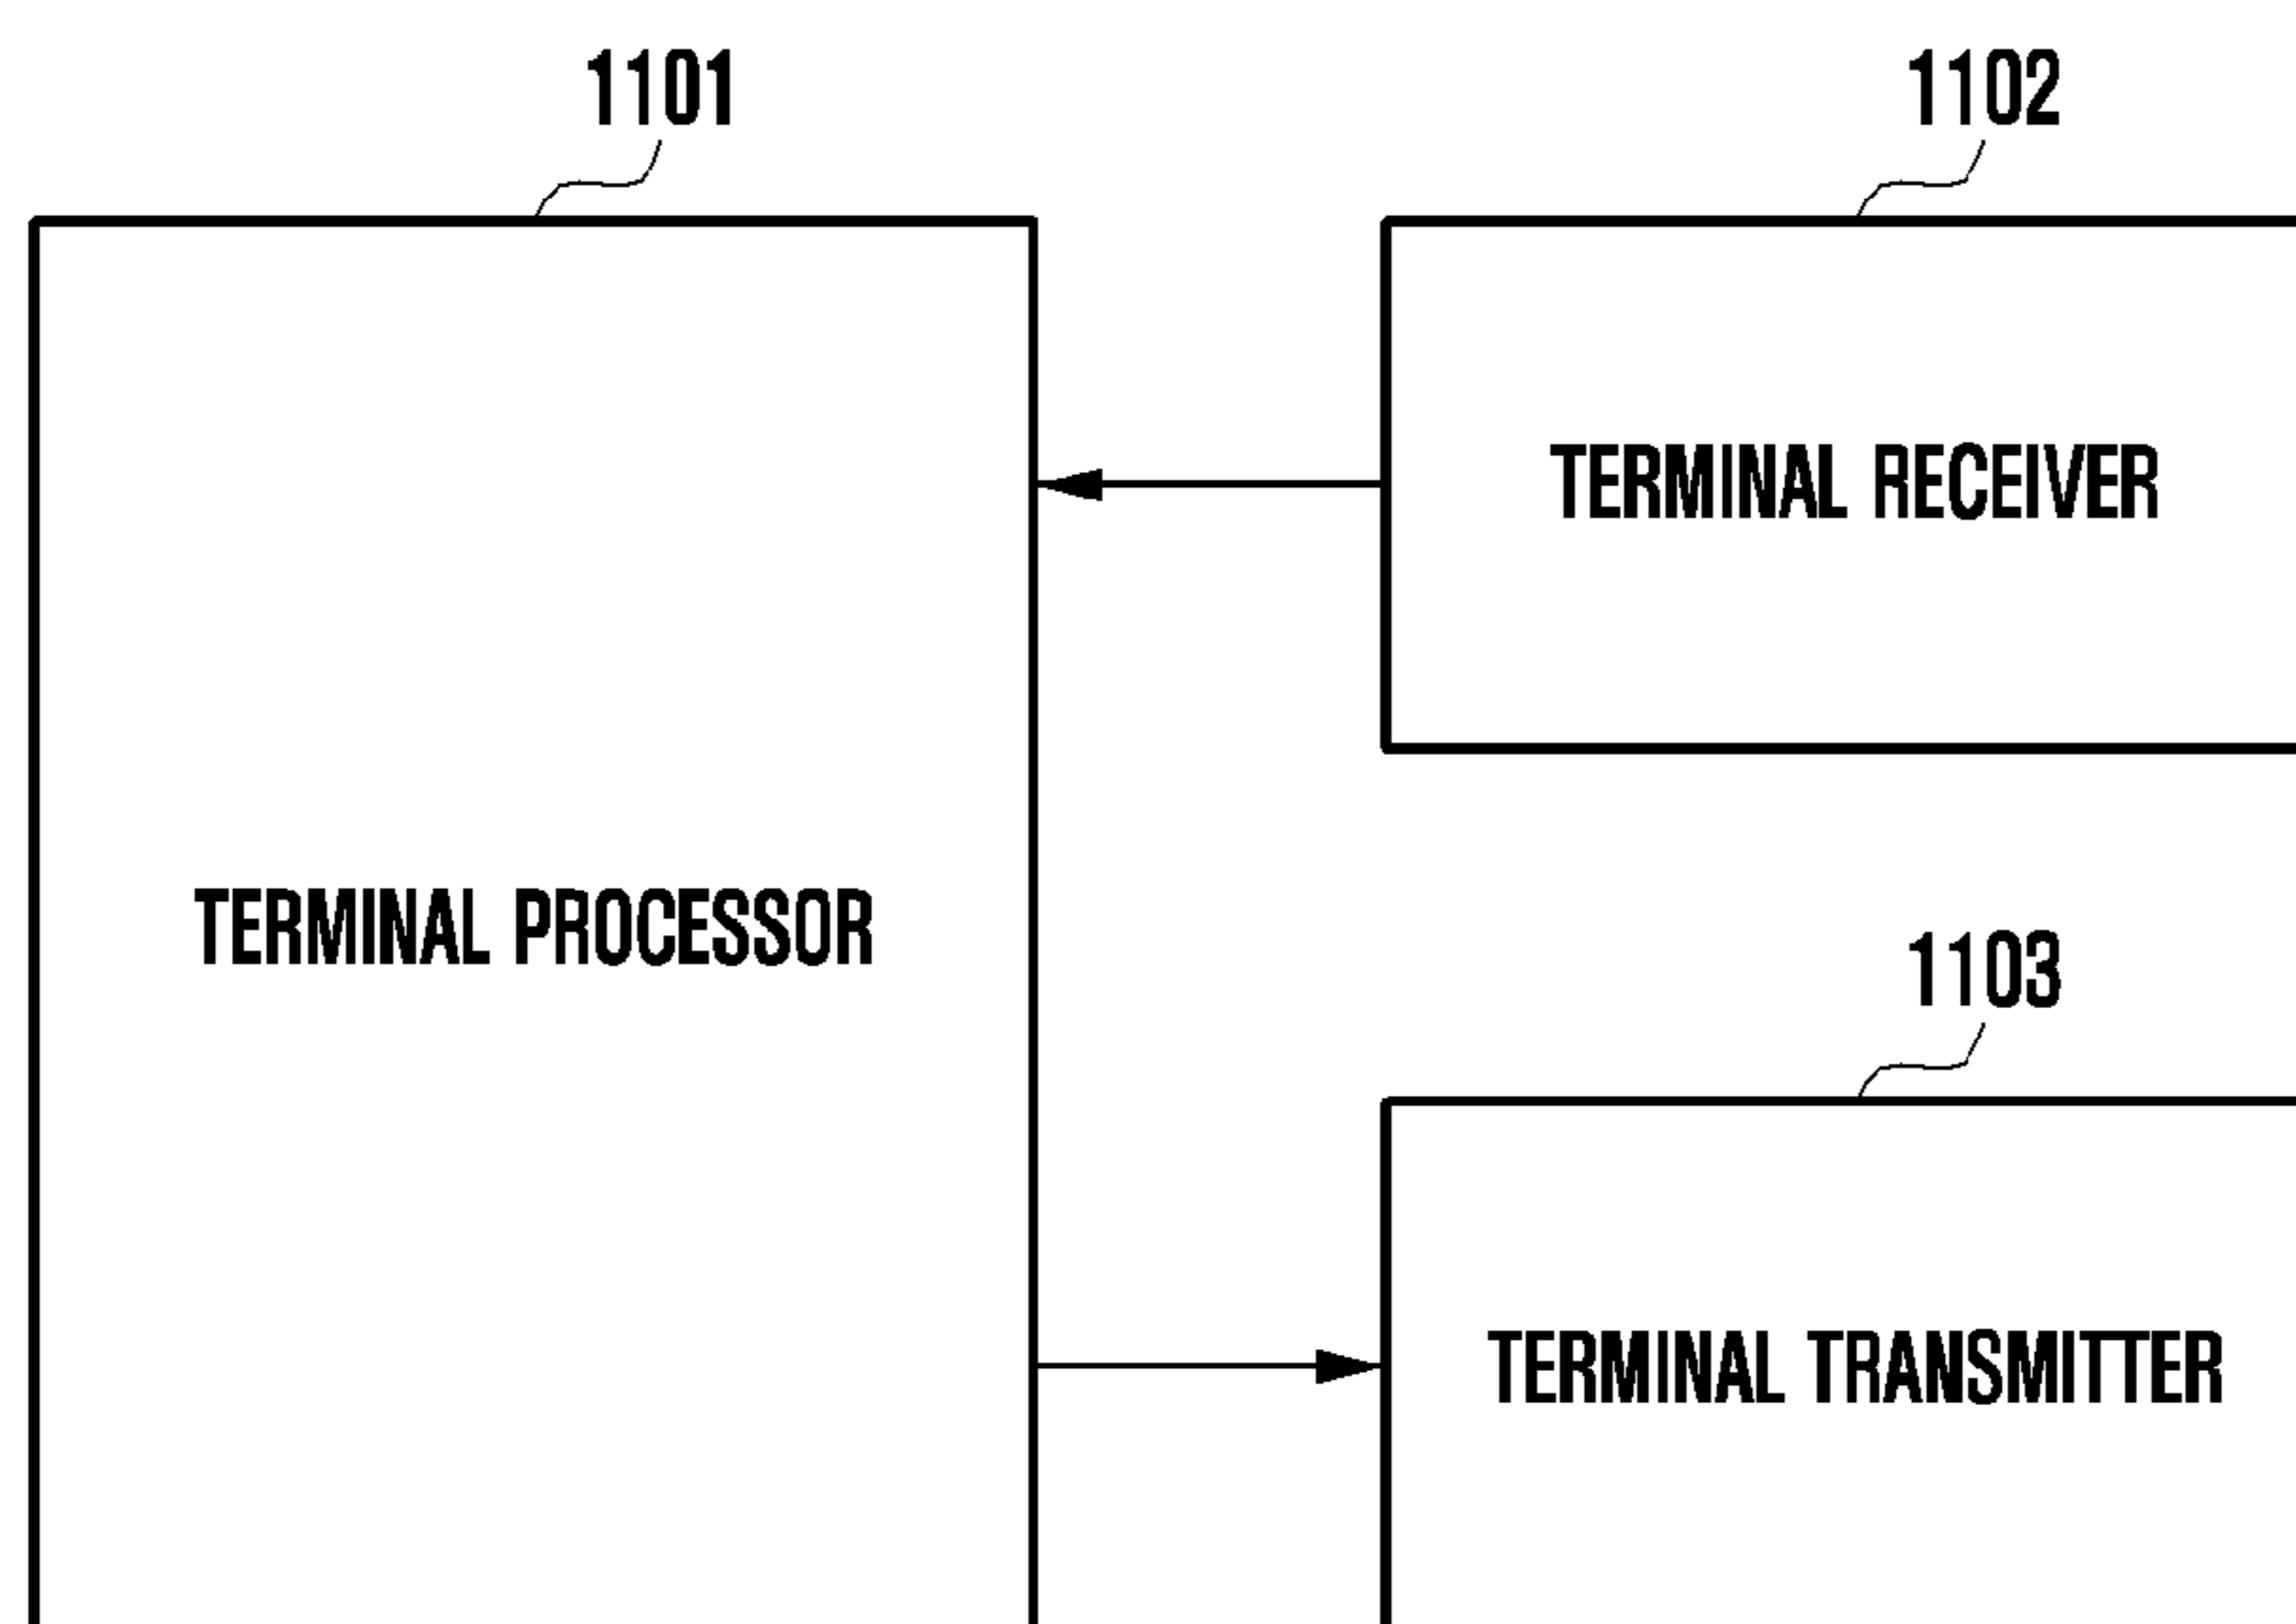 1101
1102
TERMINAL RECEIVER
TERMINAL PROCESSOR
1103
TERMINAL TRANSMITTER